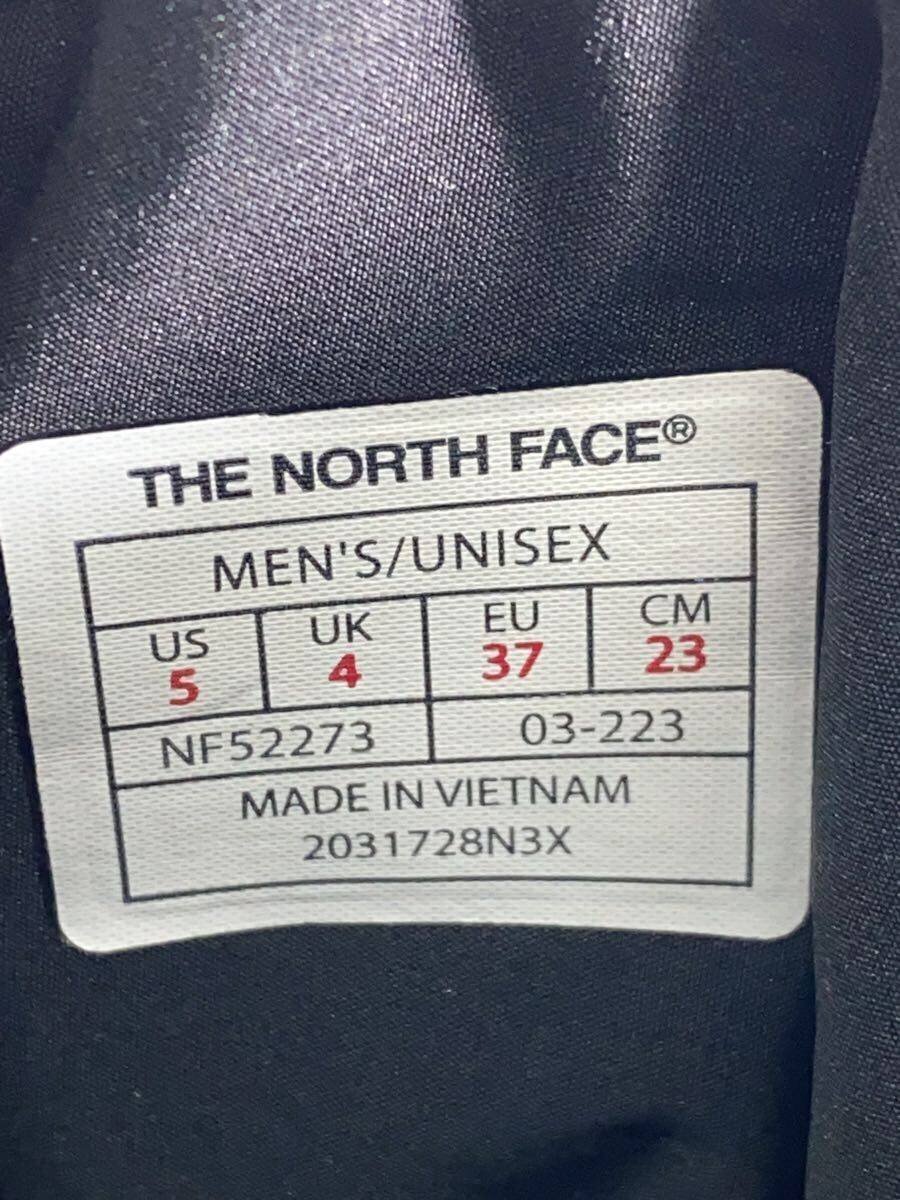 THE NORTH FACE®
MEN'S/UNISEX
US UK EU CM
5 4 37 23
NF52273 03-223
MADE IN VIETNAM
2031728N3X